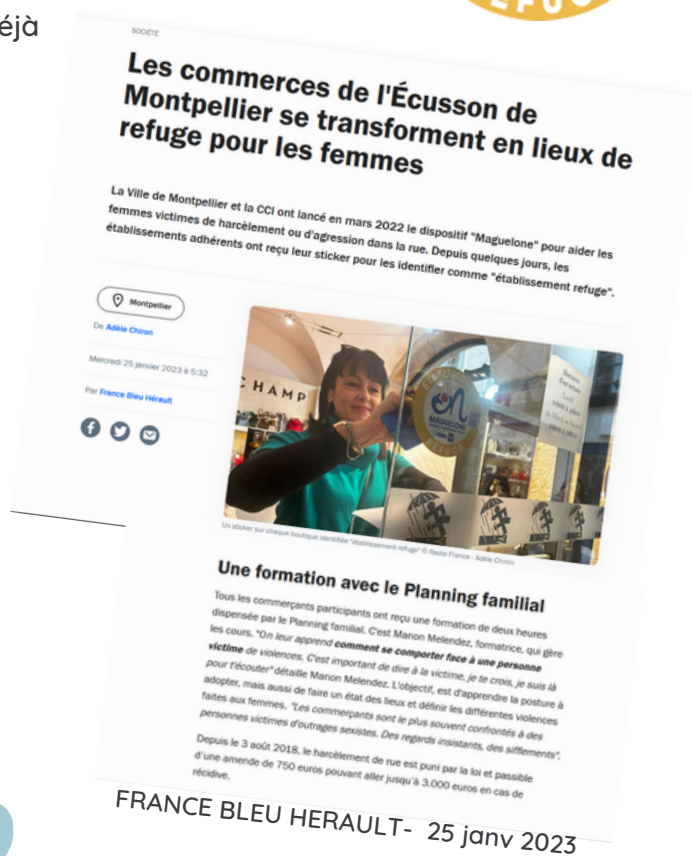 éjà
REFUG
SOCIÉTÉ
Les commerces de l'Écusson de
Montpellier se transforment en lieux de
refuge pour les femmes
La Ville de Montpellier et la CCI ont lancé en mars 2022 le dispositif "Maguelone" pour aider les
femmes victimes de harcèlement ou d'agression dans la rue. Depuis quelques jours, les
établissements adhérents ont reçu leur sticker pour les identifier comme "établissement refuge".
Montpellier
De Adèle Chiron
Mercredi 25 janvier 2023 à 5:32
Par France Bleu Hérault
CHAMP
MAGUELONE
REFUGE
Un sticker sur chaque boutique identifiée "établissement refuge" © Radio France - Adèle Chiron
Une formation avec le Planning familial
Tous les commerçants participants ont reçu une formation de deux heures
dispensée par le Planning familial. C'est Manon Melendez, formatrice, qui gère
les cours. "On leur apprend comment se comporter face à une personne
victime de violences. C'est important de dire à la victime, je te crois, je suis là
pour t'écouter" détaille Manon Melendez. L'objectif, est d'apprendre la posture à
adopter, mais aussi de faire un état des lieux et définir les différentes violences
faites aux femmes. "Les commerçants sont le plus souvent confrontés à des
personnes victimes d'outrages sexistes. Des regards insistants, des sifflements".
Depuis le 3 août 2018, le harcèlement de rue est puni par la loi et passible
d'une amende de 750 euros pouvant aller jusqu'à 3.000 euros en cas de
récidive.
FRANCE BLEU HERAULT- 25 janv 2023